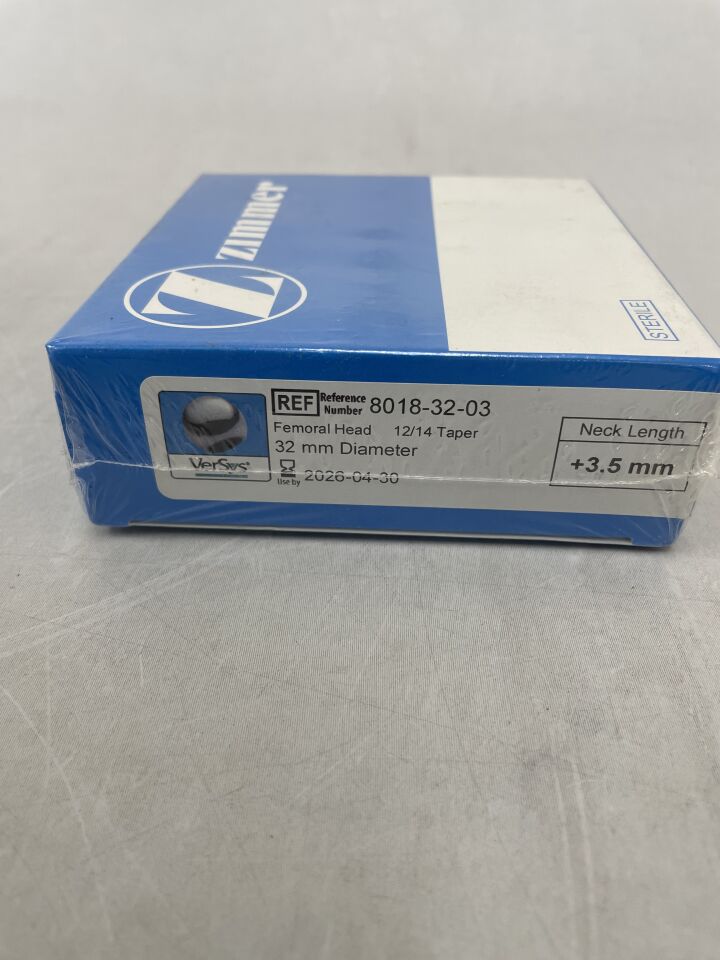 zimmer
Z
STERILE
REF Reference Number 8018-32-03
Femoral Head 12/14 Taper
32 mm Diameter
Use by 2026-04-30
VerSys®
Neck Length
+3.5 mm